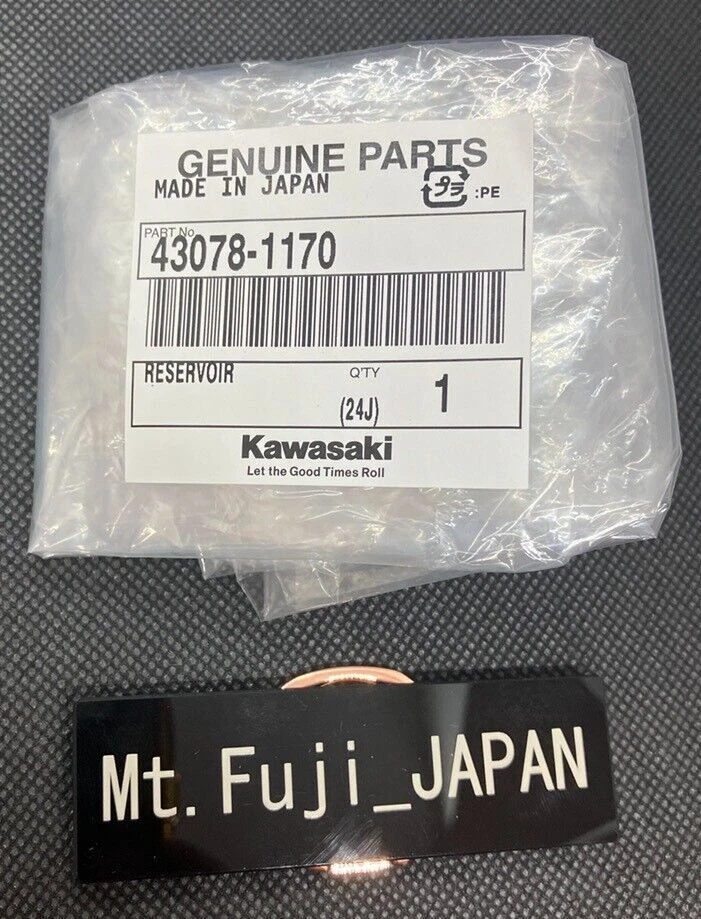 GENUINE PARTS
MADE IN JAPAN
プラ :PE
PART No.
43078-1170
RESERVOIR Q'TY 1
(24J)
Kawasaki
Let the Good Times Roll
Mt.Fuji_JAPAN